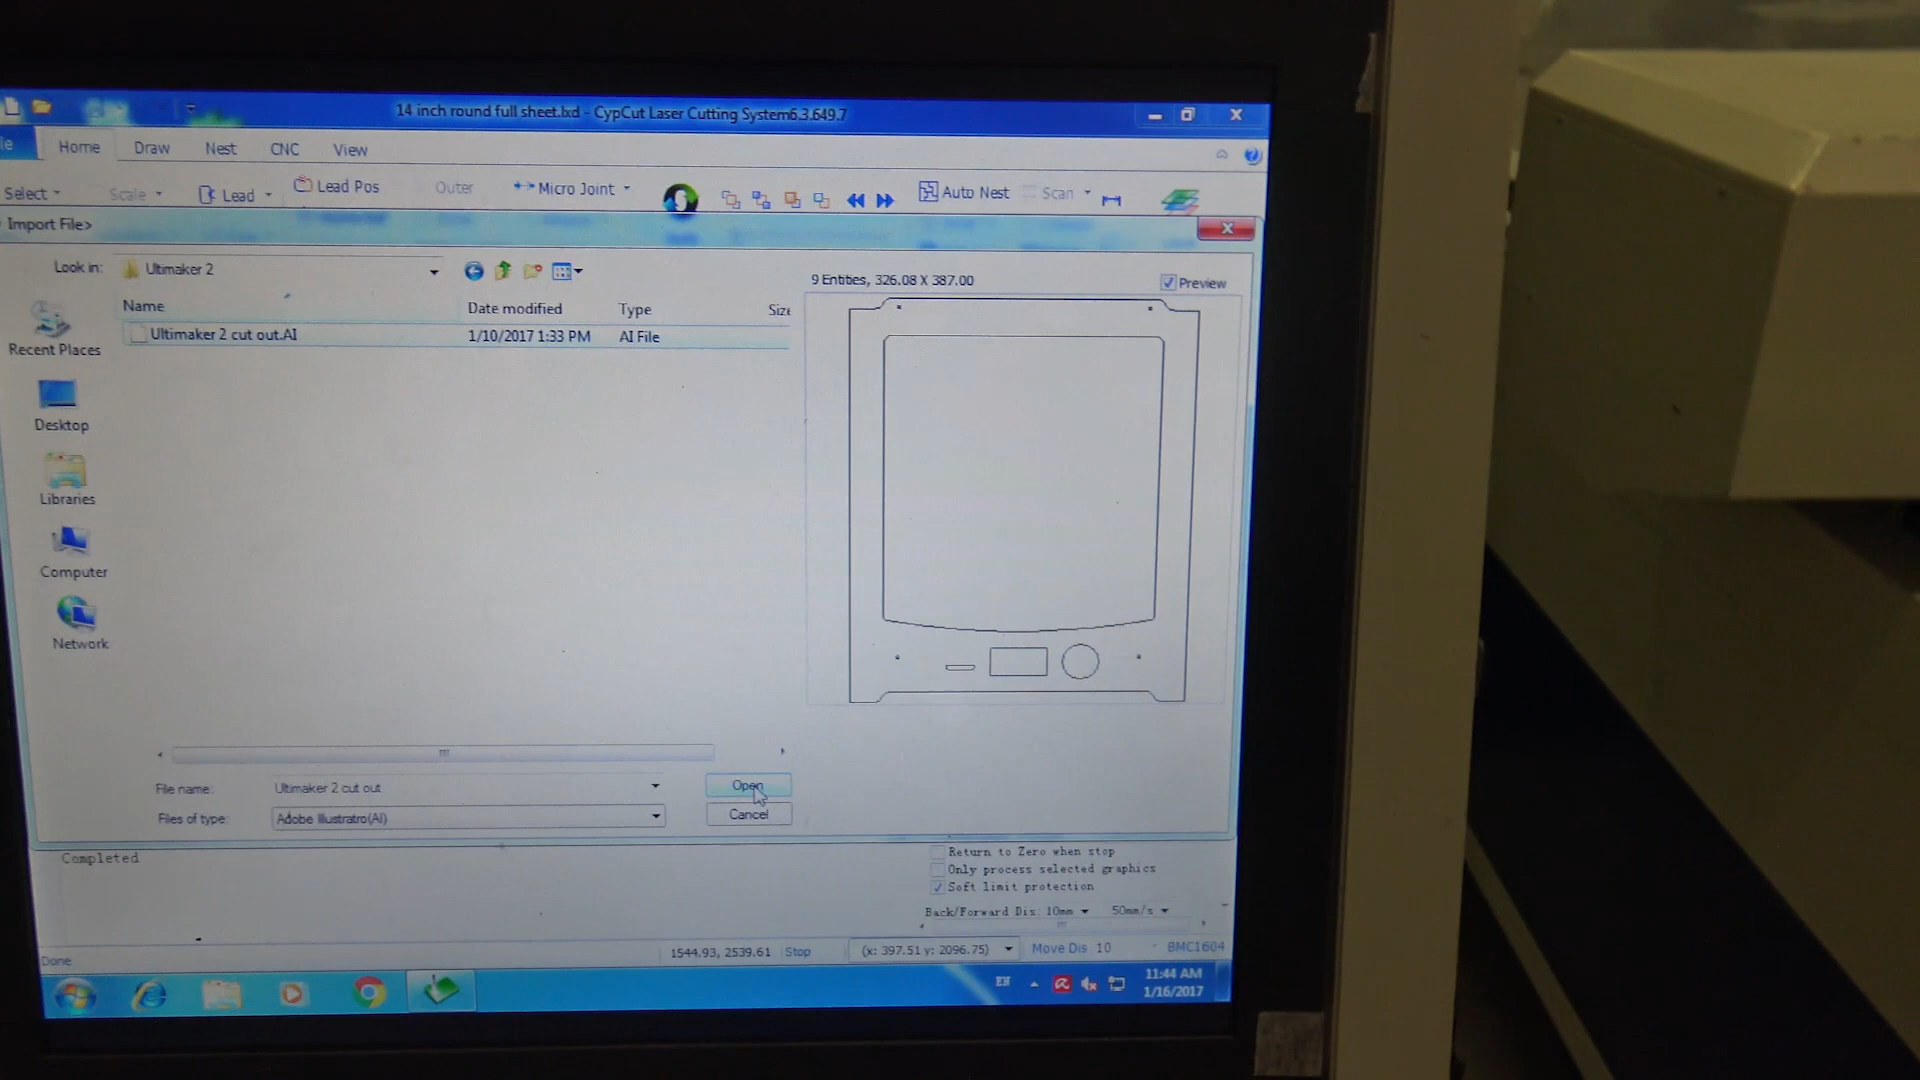 14 inch round full sheet.lxd - CypCut Laser Cutting System6.3.649.7
le Home Draw Nest CNC View
Select Scale Lead Lead Pos Outer Micro Joint Auto Nest Scan
Import File>
Look in: Ultimaker 2
9 Entities, 326.08 X 387.00 Preview
Name Date modified Type Size
Ultimaker 2 cut out.AI 1/10/2017 1:33 PM AI File
Recent Places
Desktop
Libraries
Computer
Network
File name: Ultimaker 2 cut out Open
Files of type: Adobe Illustratro(AI) Cancel
Completed
Return to Zero when stop
Only process selected graphics
Soft limit protection
Back/Forward Dis: 10mm 50mm/s
Done 1544.93, 2539.61 Stop (x: 397.51 y: 2096.75) Move Dis 10 BMC1604
EN 11:44 AM
1/16/2017